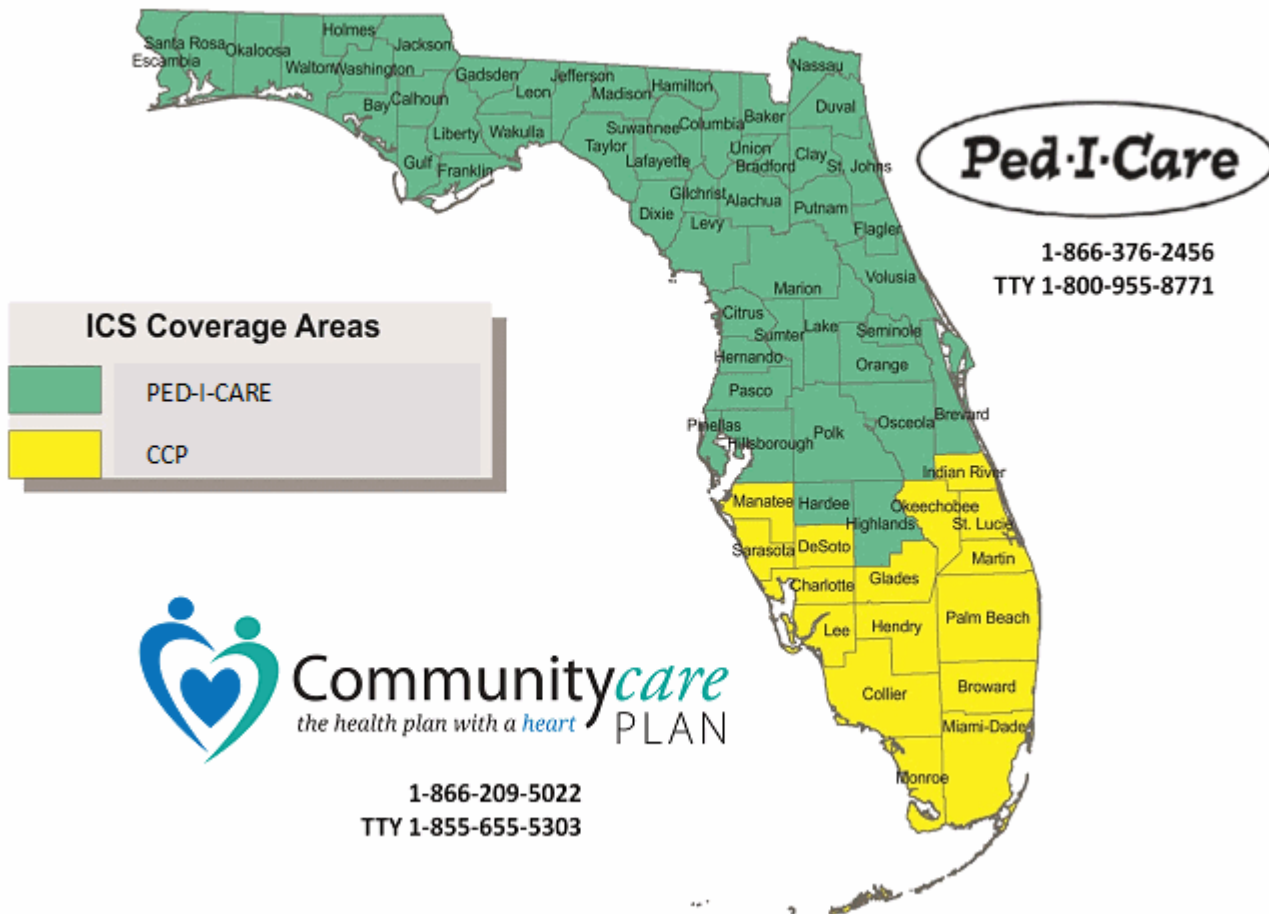 Holmes
Santa Rosa
Okaloosa
Jackson
Escambia
Walton
Washington
Gadsden
Jefferson
Hamilton
Nassau
Leon
Madison
Bay
Calhoun
Duval
Liberty
Wakulla
Suwannee
Columbia
Baker
Taylor
Union
Gulf
Franklin
Lafayette
Bradford
Clay
St. Johns
Gilchrist
Alachua
Putnam
Dixie
Levy
Flagler
Volusia
Marion
Citrus
Sumter
Lake
Seminole
Hernando
Orange
Pasco
Pinellas
Hillsborough
Polk
Osceola
Brevard
Indian River
Manatee
Hardee
Okeechobee
Highlands
St. Lucie
Sarasota
DeSoto
Martin
Charlotte
Glades
Palm Beach
Lee
Hendry
Collier
Broward
Miami-Dade
Monroe
Ped·I·Care
1-866-376-2456
TTY 1-800-955-8771
ICS Coverage Areas
PED-I-CARE
CCP
Communitycare
the health plan with a heart PLAN
1-866-209-5022
TTY 1-855-655-5303